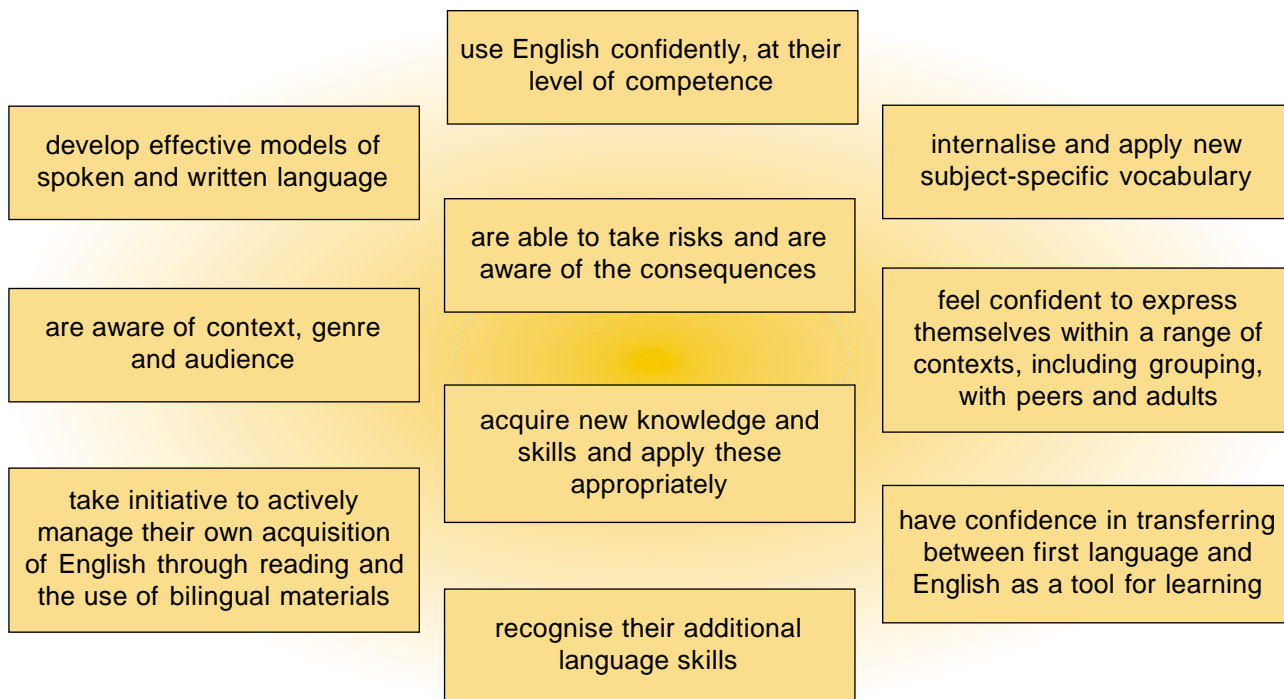 use English confidently, at their
level of competence
develop effective models of
spoken and written language
internalise and apply new
subject-specific vocabulary
are able to take risks and are
aware of the consequences
are aware of context, genre
and audience
feel confident to express
themselves within a range of
contexts, including grouping,
with peers and adults
acquire new knowledge and
skills and apply these
appropriately
take initiative to actively
manage their own acquisition
of English through reading and
the use of bilingual materials
have confidence in transferring
between first language and
English as a tool for learning
recognise their additional
language skills